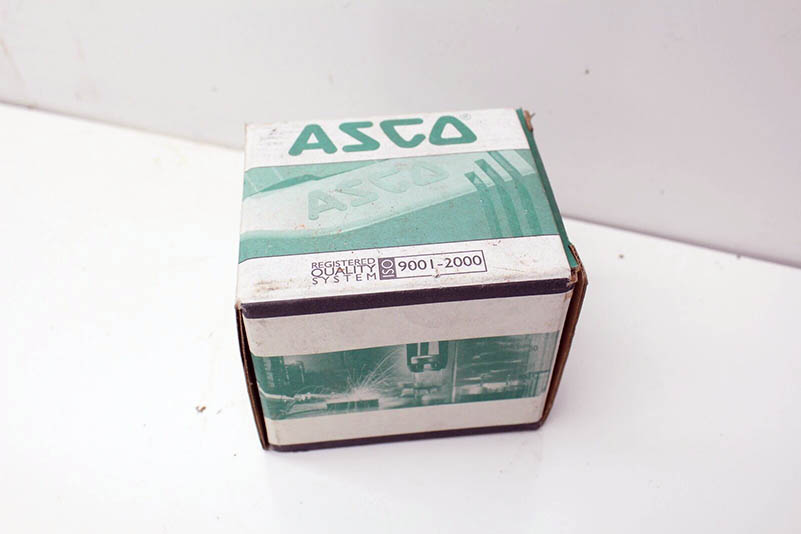 ASCO®
ASCO
REGISTERED
QUALITY
SYSTEM
ISO 9001-2000